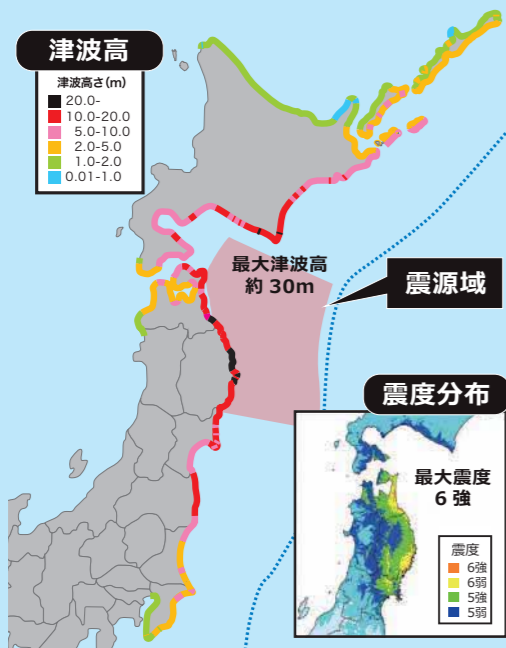 津波高
津波高さ(m)
20.0-
10.0-20.0
5.0-10.0
2.0-5.0
1.0-2.0
0.01-1.0
最大津波高
約 30m
震源域
震度分布
最大震度
6 強
震度
6強
6弱
5強
5弱